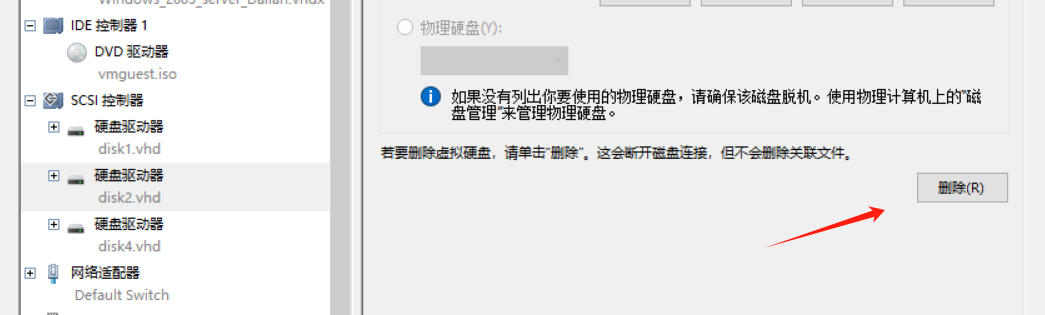 Windows_2003_server_Dalian.vhdx
IDE 控制器 1
DVD 驱动器
vmguest.iso
SCSI 控制器
硬盘驱动器
disk1.vhd
硬盘驱动器
disk2.vhd
硬盘驱动器
disk4.vhd
网络适配器
Default Switch
物理硬盘(Y):
如果没有列出你要使用的物理硬盘，请确保该磁盘脱机。使用物理计算机上的"磁
盘管理"来管理物理硬盘。
若要删除虚拟硬盘，请单击"删除"。这会断开磁盘连接，但不会删除关联文件。
删除(R)